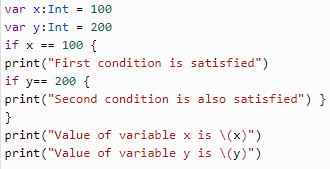 var x:Int = 100
var y:Int = 200
if x == 100 {
print("First condition is satisfied")
if y== 200 {
print("Second condition is also satisfied") }
}
print("Value of variable x is \(x)")
print("Value of variable y is \(y)")